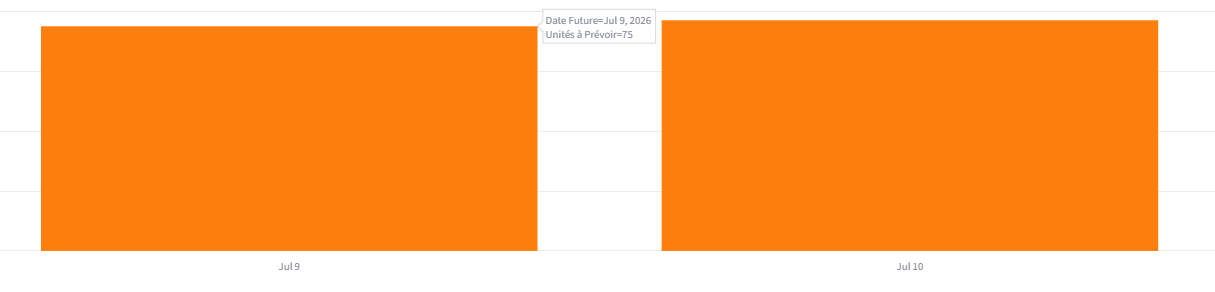 Date Future=Jul 9, 2026
Unités à Prévoir=75
Jul 9
Jul 10